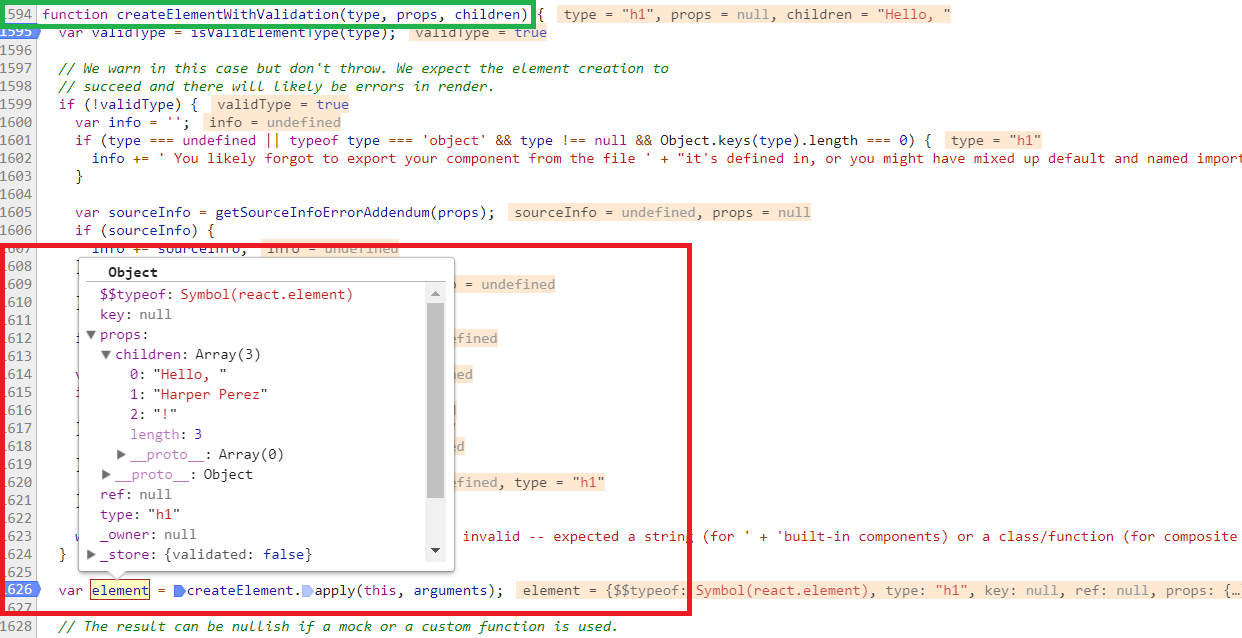 1594 function createElementWithValidation(type, props, children) { type = "h1", props = null, children = "Hello, "
1595 var validType = isValidElementType(type); validType = true
1596
1597 // We warn in this case but don't throw. We expect the element creation to
1598 // succeed and there will likely be errors in render.
1599 if (!validType) { validType = true
1600 var info = ''; info = undefined
1601 if (type === undefined || typeof type === 'object' && type !== null && Object.keys(type).length === 0) { type = "h1"
1602 info += ' You likely forgot to export your component from the file ' + "it's defined in, or you might have mixed up default and named import
1603 }
1604
1605 var sourceInfo = getSourceInfoErrorAddendum(props); sourceInfo = undefined, props = null
1606 if (sourceInfo) {
1607 info += sourceInfo; info = undefined
1608 Object
1609 = undefined
$$typeof: Symbol(react.element)
1610
key: null
1611
1612 props: efined
1613 children: Array(3)
1614 0: "Hello, " ed
1615 1: "Harper Perez"
1616 2: "!"
1617 length: 3
1618 __proto__: Array(0) d
1619 __proto__: Object
1620 ref: null efined, type = "h1"
1621 type: "h1"
1622 _owner: null
1623 invalid -- expected a string (for ' + 'built-in components) or a class/function (for composite
1624 } _store: {validated: false}
1625
1626 var element = createElement.apply(this, arguments); element = {$$typeof: Symbol(react.element), type: "h1", key: null, ref: null, props: {…
1627
1628 // The result can be nullish if a mock or a custom function is used.